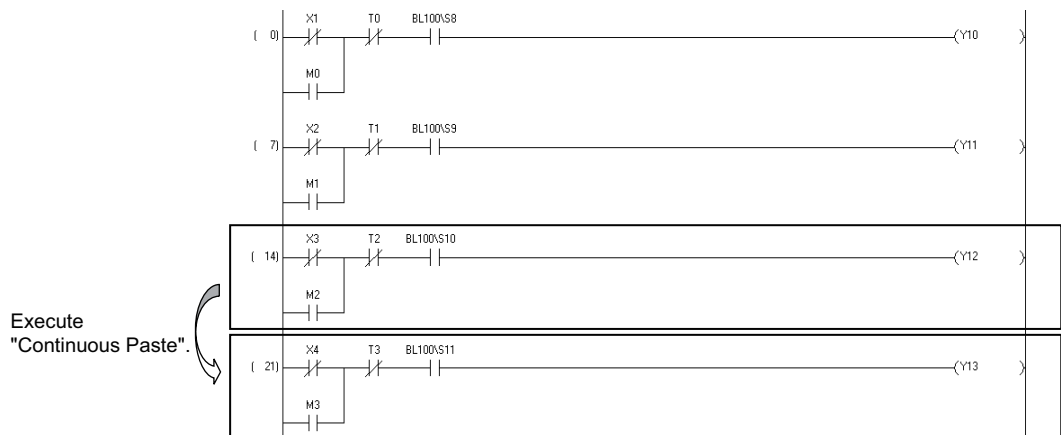 X1 T0 BL100\S8
( 0) (Y10 )
M0
X2 T1 BL100\S9
( 7) (Y11 )
M1
X3 T2 BL100\S10
( 14) (Y12 )
M2
Execute
"Continuous Paste".
X4 T3 BL100\S11
( 21) (Y13 )
M3